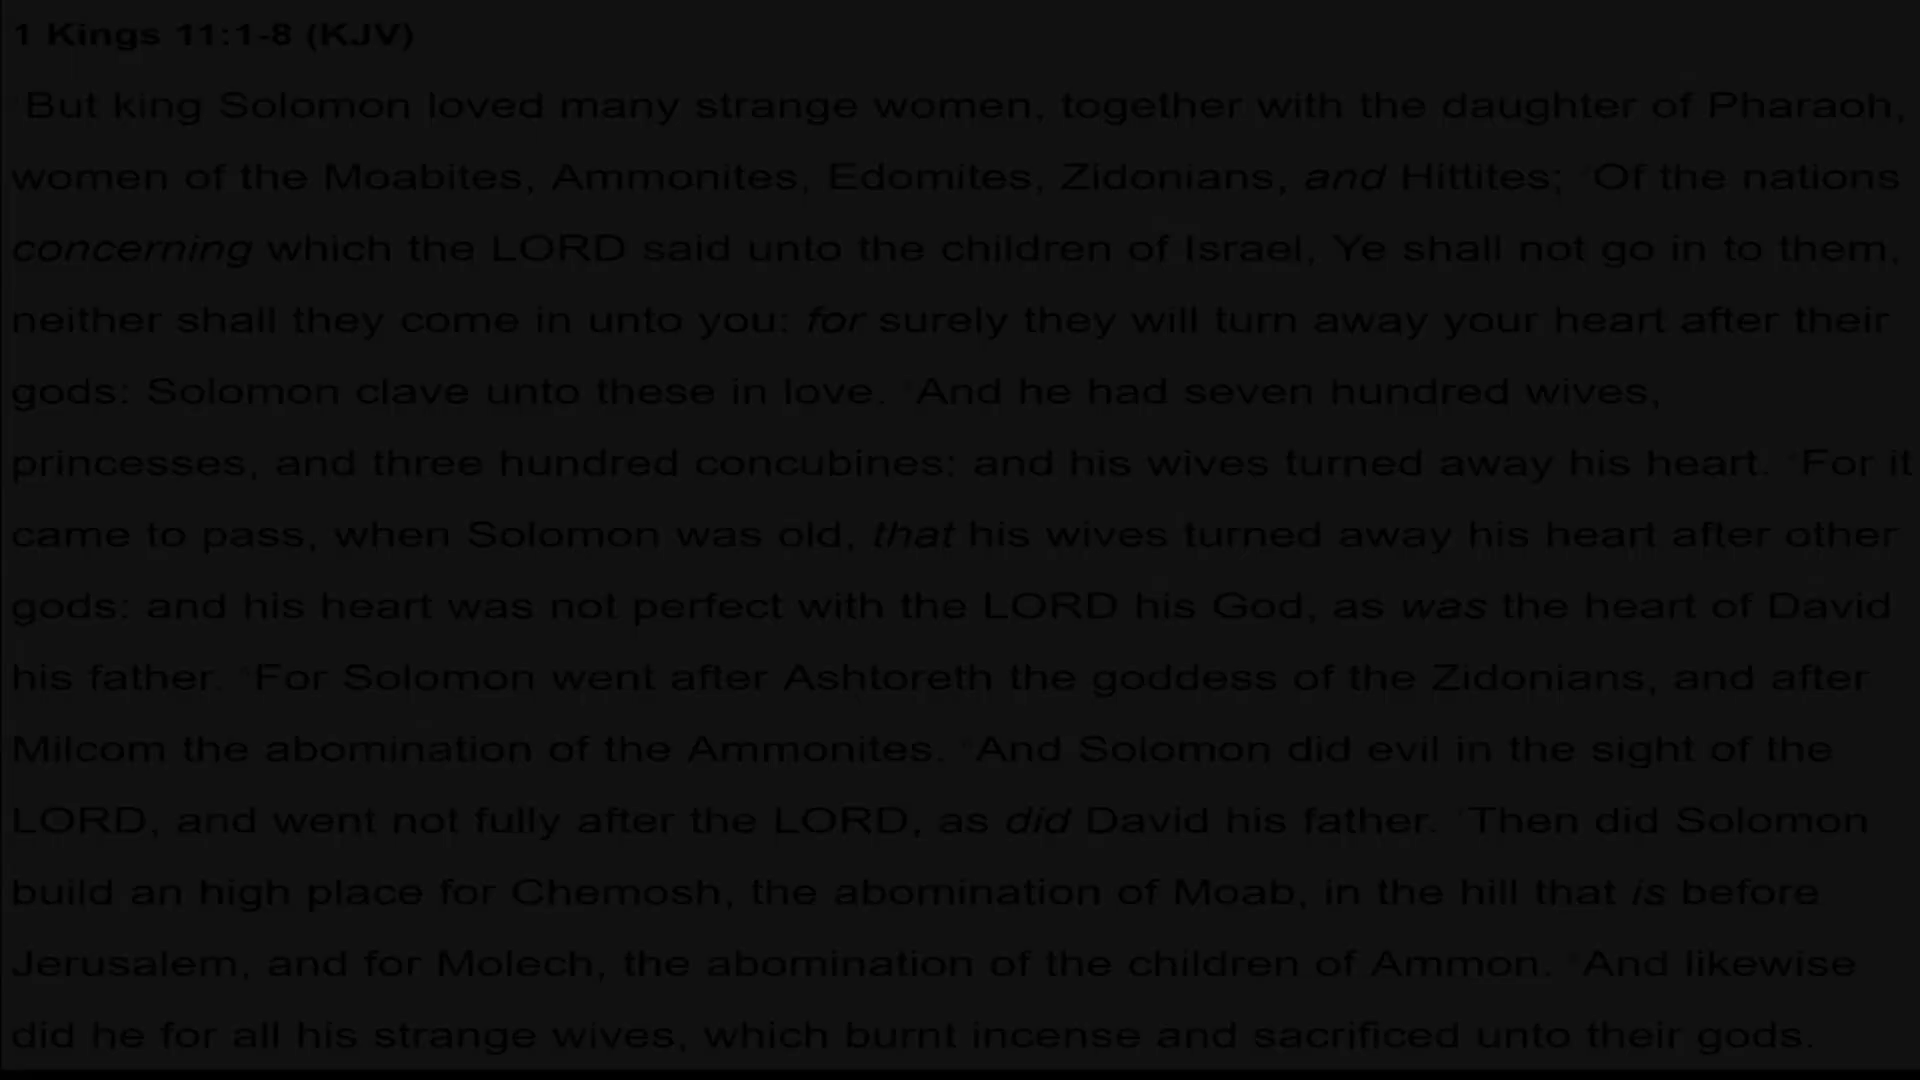 1 Kings 11:1-8 (KJV)
But king Solomon loved many strange women, together with the daughter of Pharaoh,
women of the Moabites, Ammonites, Edomites, Zidonians, and Hittites; Of the nations
concerning which the LORD said unto the children of Israel, Ye shall not go in to them,
neither shall they come in unto you: for surely they will turn away your heart after their
gods: Solomon clave unto these in love. And he had seven hundred wives,
princesses, and three hundred concubines: and his wives turned away his heart. For it
came to pass, when Solomon was old, that his wives turned away his heart after other
gods: and his heart was not perfect with the LORD his God, as was the heart of David
his father. For Solomon went after Ashtoreth the goddess of the Zidonians, and after
Milcom the abomination of the Ammonites. And Solomon did evil in the sight of the
LORD, and went not fully after the LORD, as did David his father. Then did Solomon
build an high place for Chemosh, the abomination of Moab, in the hill that is before
Jerusalem, and for Molech, the abomination of the children of Ammon. And likewise
did he for all his strange wives, which burnt incense and sacrificed unto their gods.